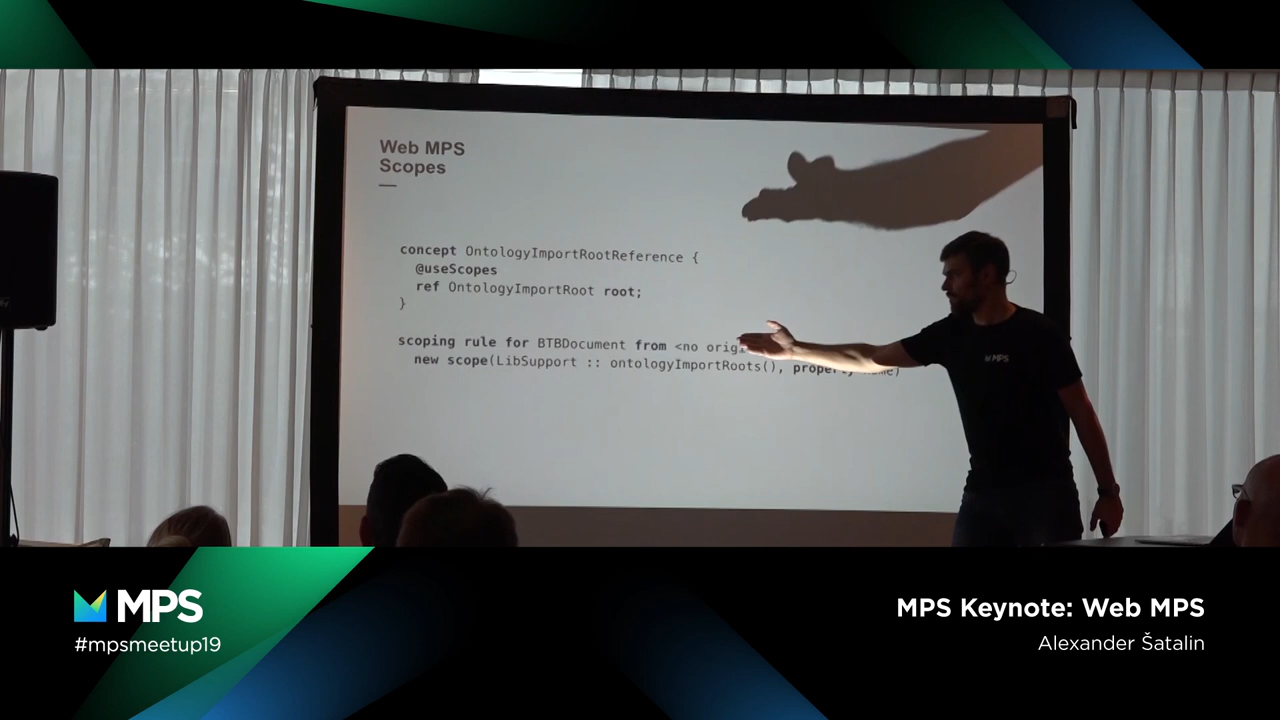 Web MPS
Scopes
concept OntologyImportRootReference {
@useScopes
ref OntologyImportRoot root;
}
scoping rule for BTBDocument from <no
new scope(LibSupport :: ontologyImportRoots(),
MPS
MPS
#mpsmeetup19
MPS Keynote: Web MPS
Alexander Šatalin